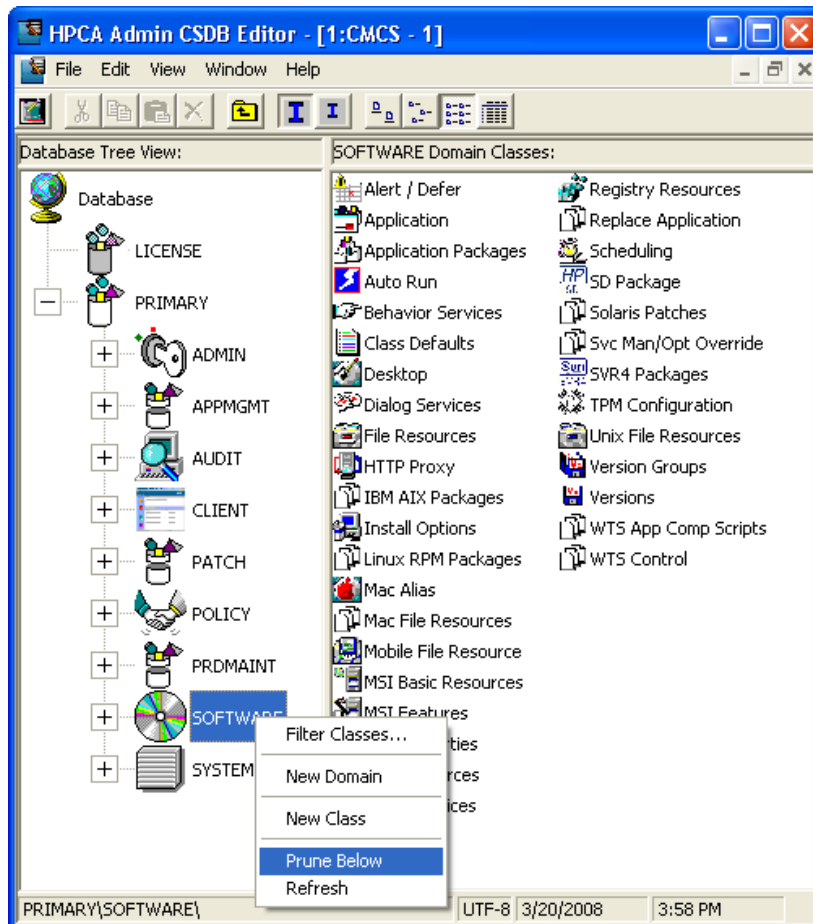 HPCA Admin CSDB Editor - [1:CMCS - 1]
File Edit View Window Help
Database Tree View:
SOFTWARE Domain Classes:
Database
LICENSE
PRIMARY
ADMIN
APPMGMT
AUDIT
CLIENT
PATCH
POLICY
PRDMAINT
SOFTWARE
SYSTEM
Alert / Defer
Application
Application Packages
Auto Run
Behavior Services
Class Defaults
Desktop
Dialog Services
File Resources
HTTP Proxy
IBM AIX Packages
Install Options
Linux RPM Packages
Mac Alias
Mac File Resources
Mobile File Resource
MSI Basic Resources
MSI Features
ties
rces
ices
Registry Resources
Replace Application
Scheduling
SD Package
Solaris Patches
Svc Man/Opt Override
SVR4 Packages
TPM Configuration
Unix File Resources
Version Groups
Versions
WTS App Comp Scripts
WTS Control
Filter Classes...
New Domain
New Class
Prune Below
Refresh
PRIMARY\SOFTWARE\ UTF-8 3/20/2008 3:58 PM